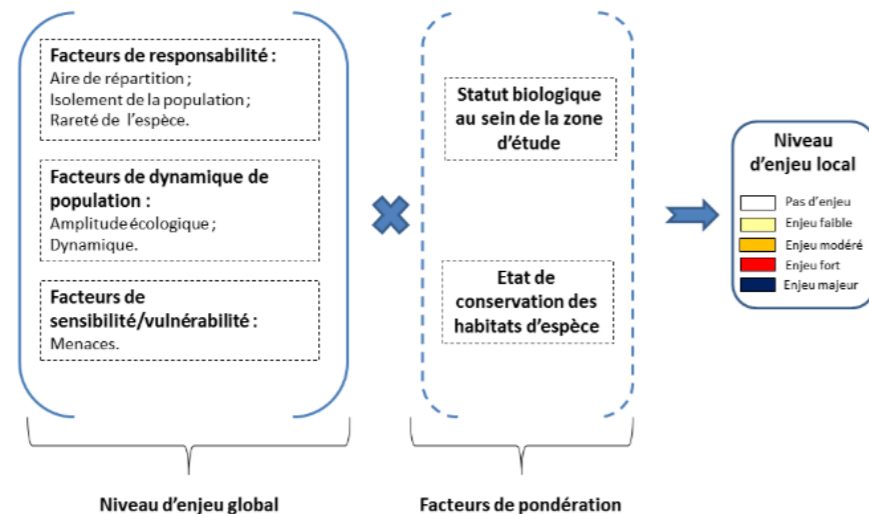 Facteurs de responsabilité :
Aire de répartition ;
Isolement de la population ;
Rareté de l'espèce.
Facteurs de dynamique de
population :
Amplitude écologique ;
Dynamique.
Facteurs de
sensibilité/vulnérabilité :
Menaces.
Niveau d'enjeu global
Statut biologique
au sein de la zone
d'étude
Etat de
conservation des
habitats d'espèce
Facteurs de pondération
Niveau
d'enjeu local
Pas d'enjeu
Enjeu faible
Enjeu modéré
Enjeu fort
Enjeu majeur